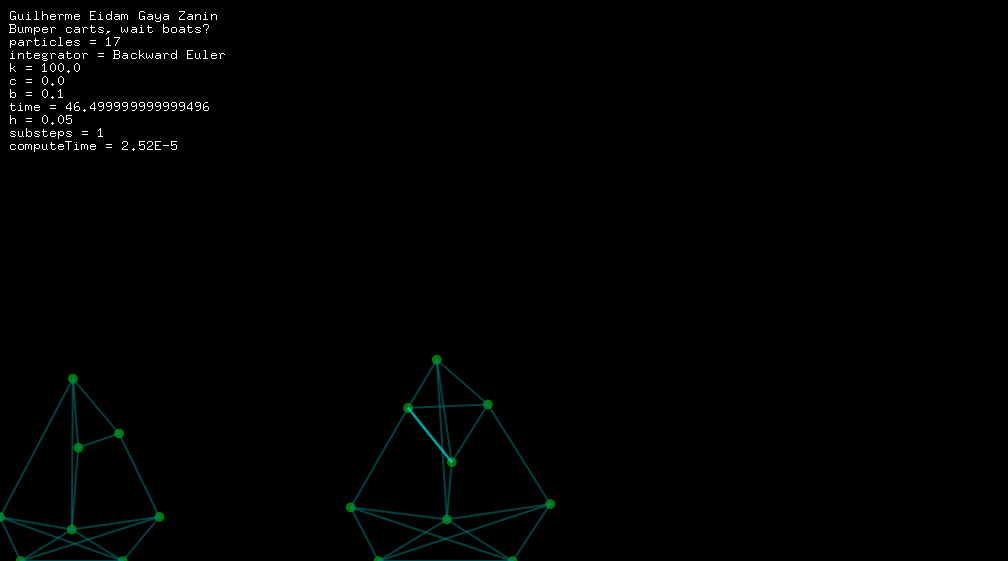 Guilherme Eidam Gaya Zanin
Bumper carts, wait boats?
particles = 17
integrator = Backward Euler
k = 100.0
c = 0.0
b = 0.1
time = 46.499999999999496
h = 0.05
substeps = 1
computeTime = 2.52E-5